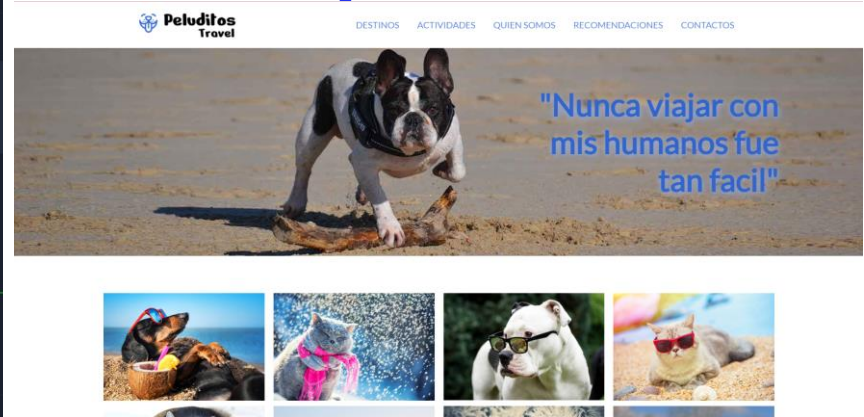 Peluditos
Travel
DESTINOS ACTIVIDADES QUIEN SOMOS RECOMENDACIONES CONTACTOS
"Nunca viajar con
mis humanos fue
tan facil"